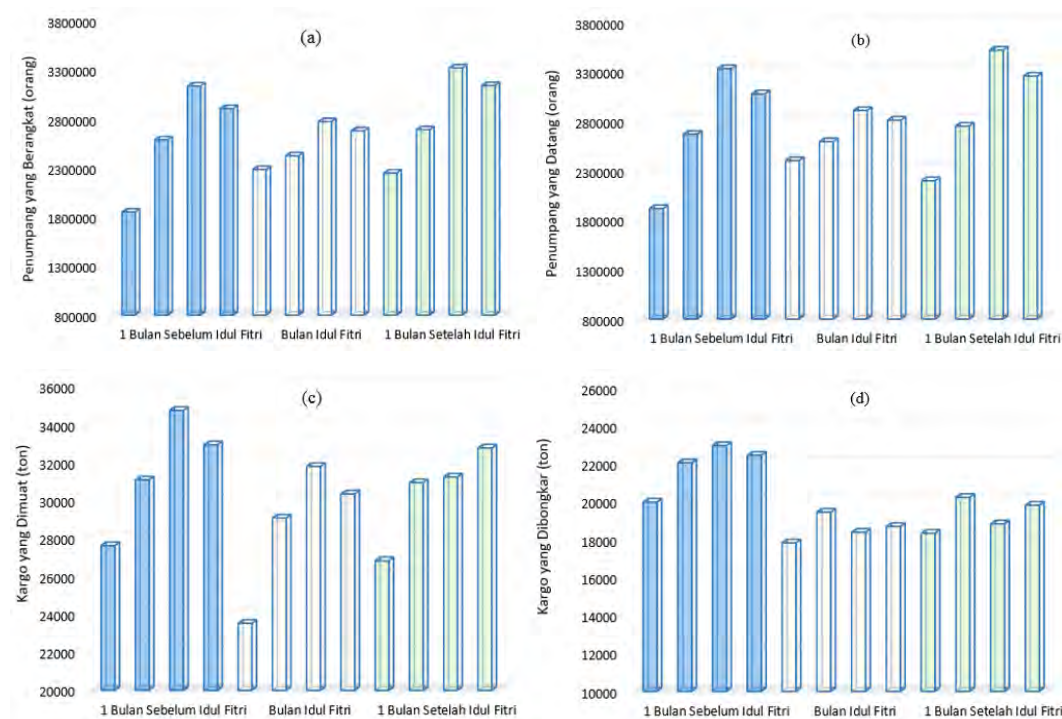 (a)
Penumpang yang Berangkat (orang)
3800000
3300000
2800000
2300000
1800000
1300000
800000
1 Bulan Sebelum Idul Fitri
Bulan Idul Fitri
1 Bulan Setelah Idul Fitri
(b)
Penumpang yang Datang (orang)
3800000
3300000
2800000
2300000
1800000
1300000
800000
1 Bulan Sebelum Idul Fitri
Bulan Idul Fitri
1 Bulan Setelah Idul Fitri
(c)
Kargo yang Dimuat (ton)
36000
34000
32000
30000
28000
26000
24000
22000
20000
1 Bulan Sebelum Idul Fitri
Bulan Idul Fitri
1 Bulan Setelah Idul Fitri
(d)
Kargo yang Dibongkar (ton)
26000
24000
22000
20000
18000
16000
14000
12000
10000
1 Bulan Sebelum Idul Fitri
Bulan Idul Fitri
1 Bulan Setelah Idul Fitri